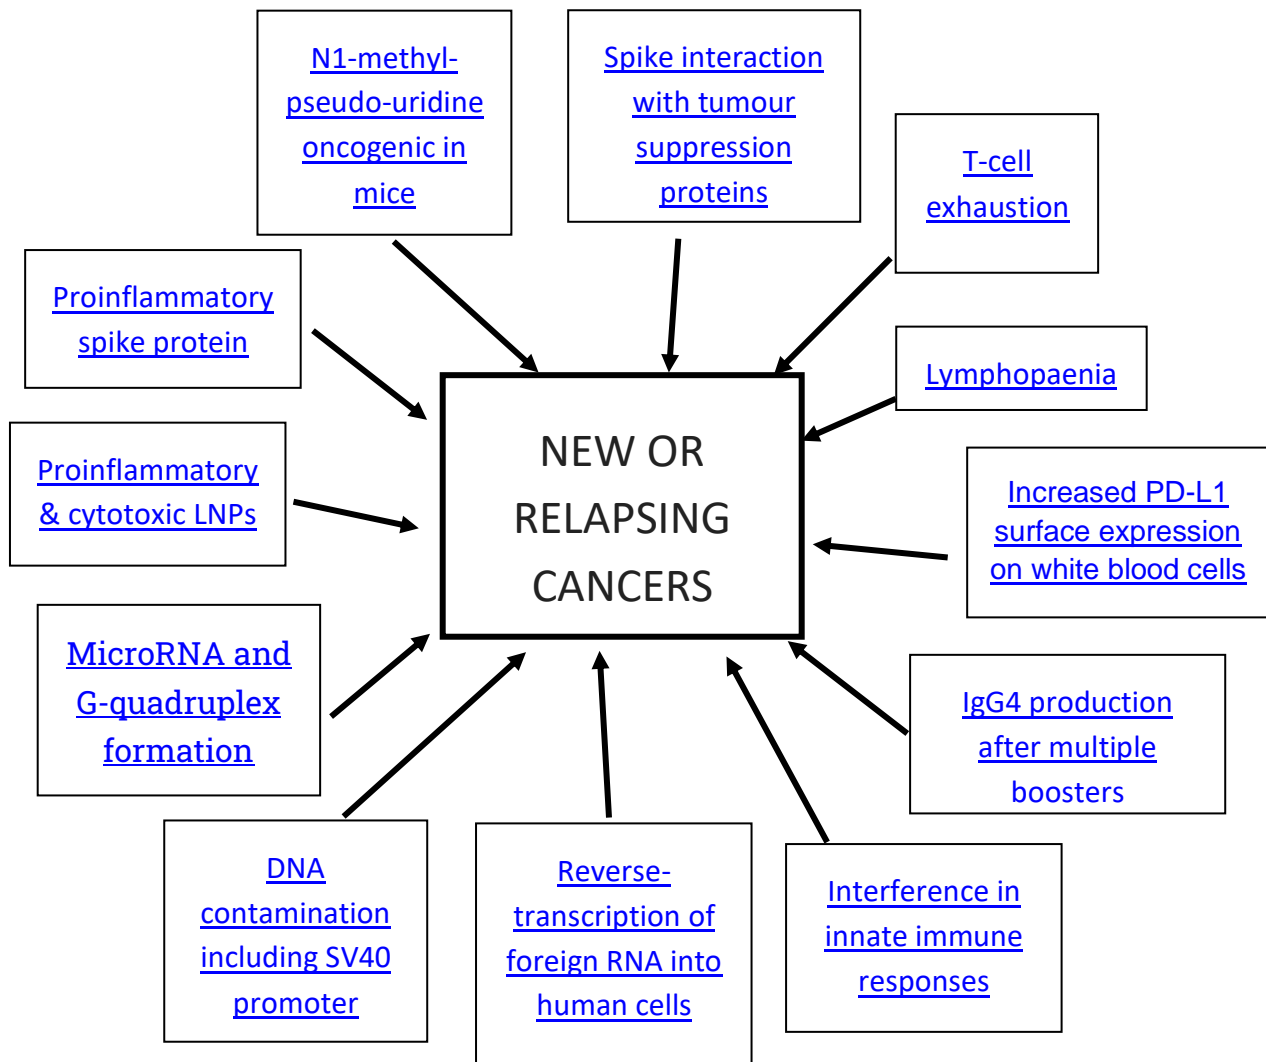 N1-methyl-
pseudo-uridine
oncogenic in
mice
Spike interaction
with tumour
suppression
proteins
T-cell
exhaustion
Proinflammatory
spike protein
Lymphopaenia
Proinflammatory
& cytotoxic LNPs
NEW OR
RELAPSING
CANCERS
Increased PD-L1
surface expression
on white blood cells
MicroRNA and
G-quadruplex
formation
IgG4 production
after multiple
boosters
DNA
contamination
including SV40
promoter
Reverse-
transcription of
foreign RNA into
human cells
Interference in
innate immune
responses